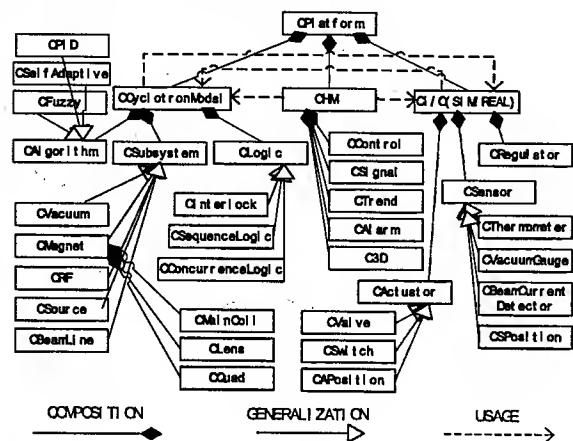 CPlatform
CPID
CSelfAdaptive
CFuzzy
CCyclotronModel
CHM
CI/O(SIM,REAL)
CAlgorithm
CSubsystem
CLogic
CControl
CSignal
CTrend
CAlarm
C3D
CRegulator
CSensor
CVacuum
CMagnet
CRF
CSource
CBeamLine
CInterlock
CSequenceLogic
CConcurrenceLogic
CThermometer
CVacuumGauge
CBeamCurrent
Detector
CSPosition
CActuator
CMainCoil
CLens
CQuad
CValve
CSwitch
CAPosition
COMPOSITION
GENERALIZATION
USAGE